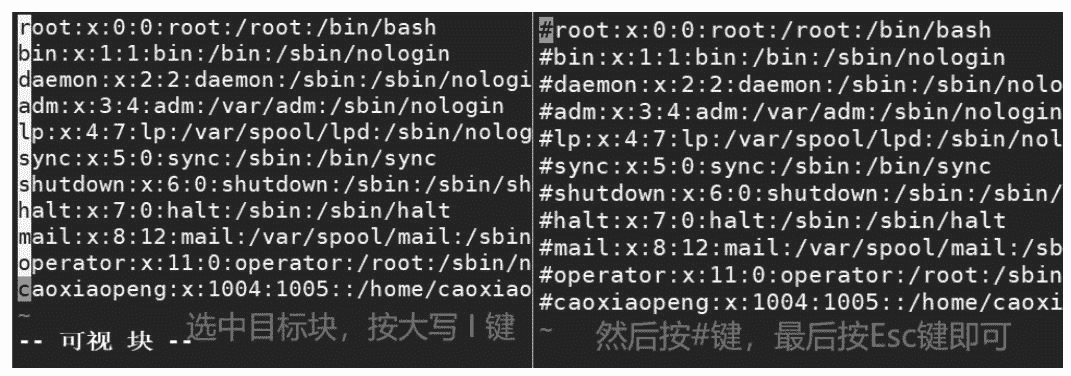 root:x:0:0:root:/root:/bin/bash
bin:x:1:1:bin:/bin:/sbin/nologin
daemon:x:2:2:daemon:/sbin:/sbin/nologi
adm:x:3:4:adm:/var/adm:/sbin/nologin
lp:x:4:7:lp:/var/spool/lpd:/sbin/nolog
sync:x:5:0:sync:/sbin:/bin/sync
shutdown:x:6:0:shutdown:/sbin:/sbin/sh
halt:x:7:0:halt:/sbin:/sbin/halt
mail:x:8:12:mail:/var/spool/mail:/sbin
operator:x:11:0:operator:/root:/sbin/n
caoxiaopeng:x:1004:1005::/home/caoxiao
~
选中目标块，按大写 I 键
-- 可视 块 --
#root:x:0:0:root:/root:/bin/bash
#bin:x:1:1:bin:/bin:/sbin/nologin
#daemon:x:2:2:daemon:/sbin:/sbin/nolo
#adm:x:3:4:adm:/var/adm:/sbin/nologin
#lp:x:4:7:lp:/var/spool/lpd:/sbin/nol
#sync:x:5:0:sync:/sbin:/bin/sync
#shutdown:x:6:0:shutdown:/sbin:/sbin/
#halt:x:7:0:halt:/sbin:/sbin/halt
#mail:x:8:12:mail:/var/spool/mail:/sb
#operator:x:11:0:operator:/root:/sbin
#caoxiaopeng:x:1004:1005::/home/caoxi
~
然后按#键，最后按Esc键即可